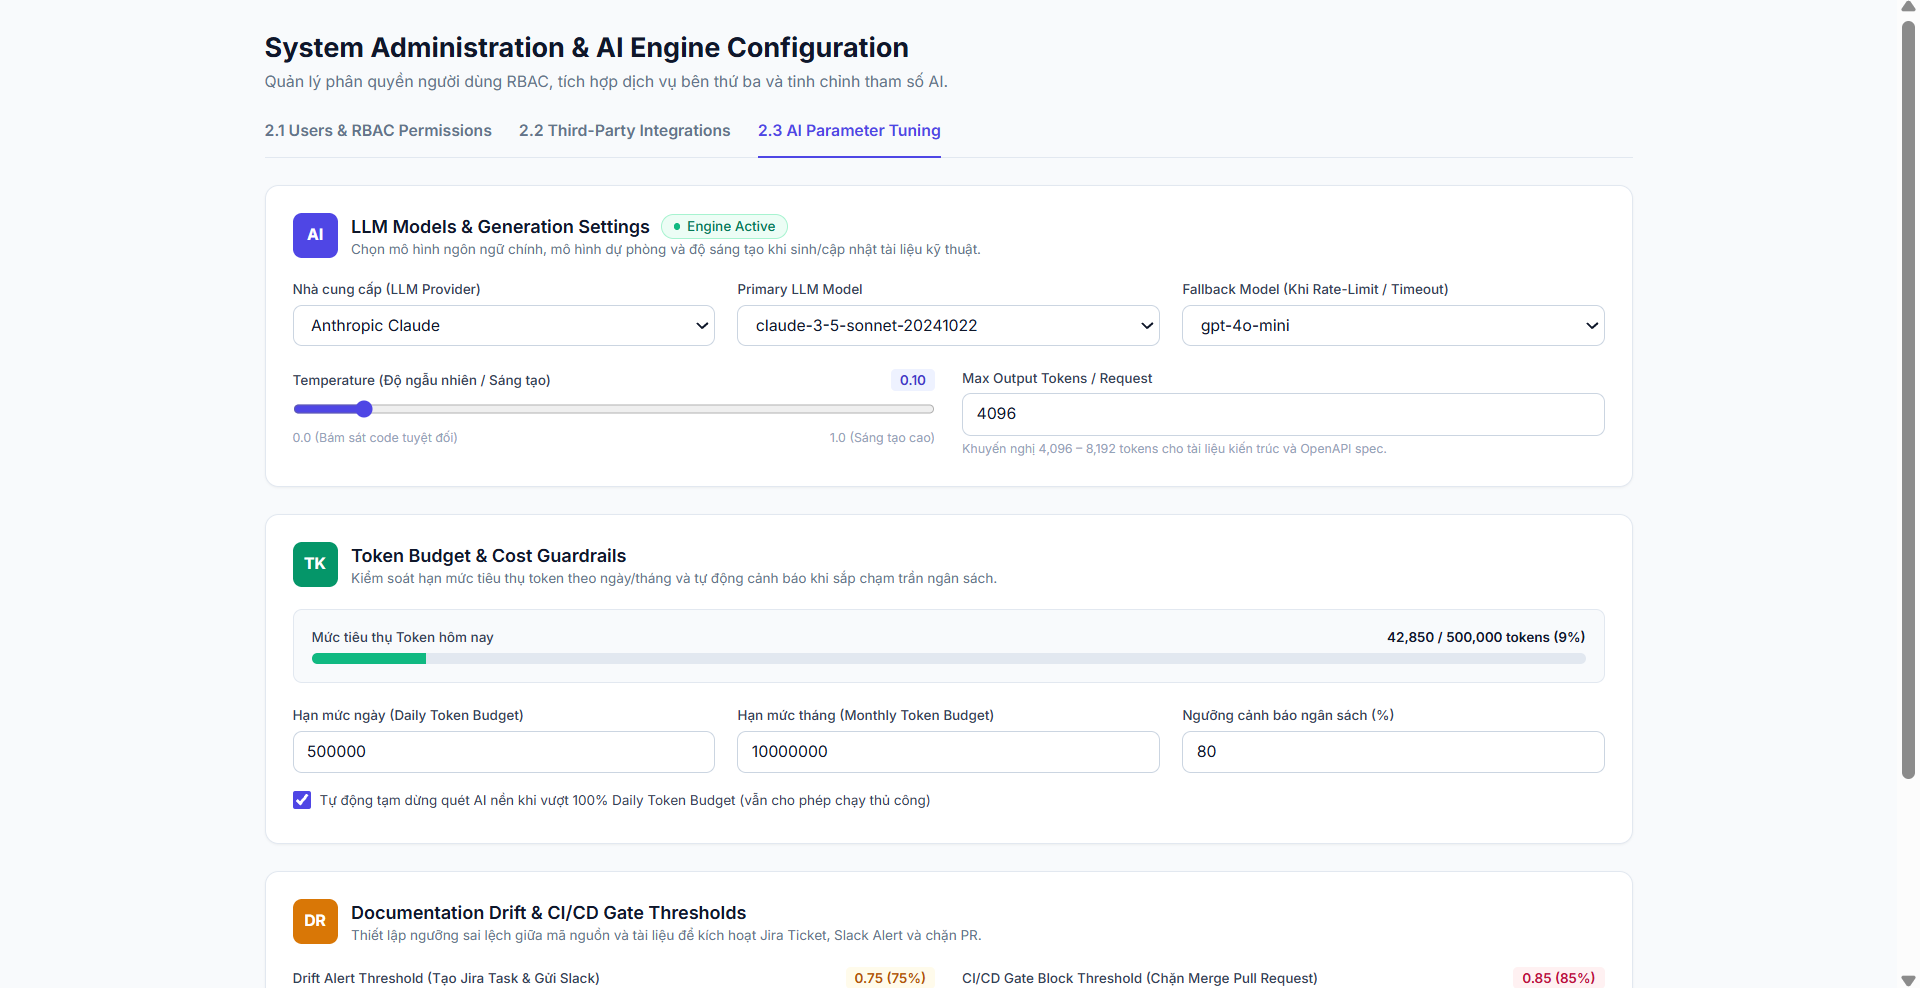 System Administration & AI Engine Configuration
Quản lý phân quyền người dùng RBAC, tích hợp dịch vụ bên thứ ba và tinh chỉnh tham số AI.
2.1 Users & RBAC Permissions
2.2 Third-Party Integrations
2.3 AI Parameter Tuning
AI
LLM Models & Generation Settings
Engine Active
Chọn mô hình ngôn ngữ chính, mô hình dự phòng và độ sáng tạo khi sinh/cập nhật tài liệu kỹ thuật.
Nhà cung cấp (LLM Provider)
Primary LLM Model
Fallback Model (Khi Rate-Limit / Timeout)
Anthropic Claude
claude-3-5-sonnet-20241022
gpt-4o-mini
Temperature (Độ ngẫu nhiên / Sáng tạo)
0.10
Max Output Tokens / Request
4096
0.0 (Bám sát code tuyệt đối)
1.0 (Sáng tạo cao)
Khuyến nghị 4,096 – 8,192 tokens cho tài liệu kiến trúc và OpenAPI spec.
TK
Token Budget & Cost Guardrails
Kiểm soát hạn mức tiêu thụ token theo ngày/tháng và tự động cảnh báo khi sắp chạm trần ngân sách.
Mức tiêu thụ Token hôm nay
42,850 / 500,000 tokens (9%)
Hạn mức ngày (Daily Token Budget)
Hạn mức tháng (Monthly Token Budget)
Ngưỡng cảnh báo ngân sách (%)
500000
10000000
80
Tự động tạm dừng quét AI nền khi vượt 100% Daily Token Budget (vẫn cho phép chạy thủ công)
DR
Documentation Drift & CI/CD Gate Thresholds
Thiết lập ngưỡng sai lệch giữa mã nguồn và tài liệu để kích hoạt Jira Ticket, Slack Alert và chặn PR.
Drift Alert Threshold (Tạo Jira Task & Gửi Slack)
0.75 (75%)
CI/CD Gate Block Threshold (Chặn Merge Pull Request)
0.85 (85%)